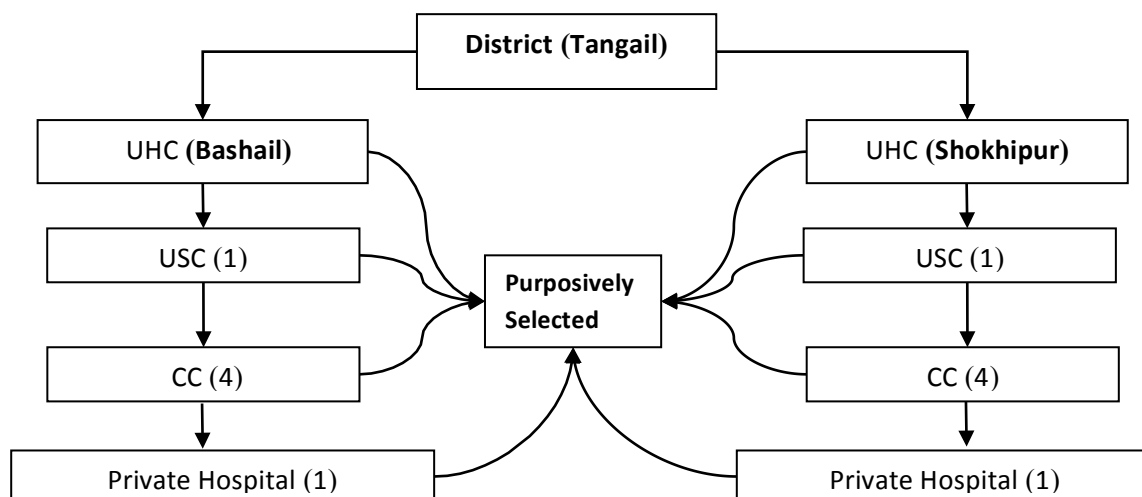 District (Tangail)
UHC (Bashail)
UHC (Shokhipur)
USC (1)
USC (1)
Purposively
Selected
CC (4)
CC (4)
Private Hospital (1)
Private Hospital (1)